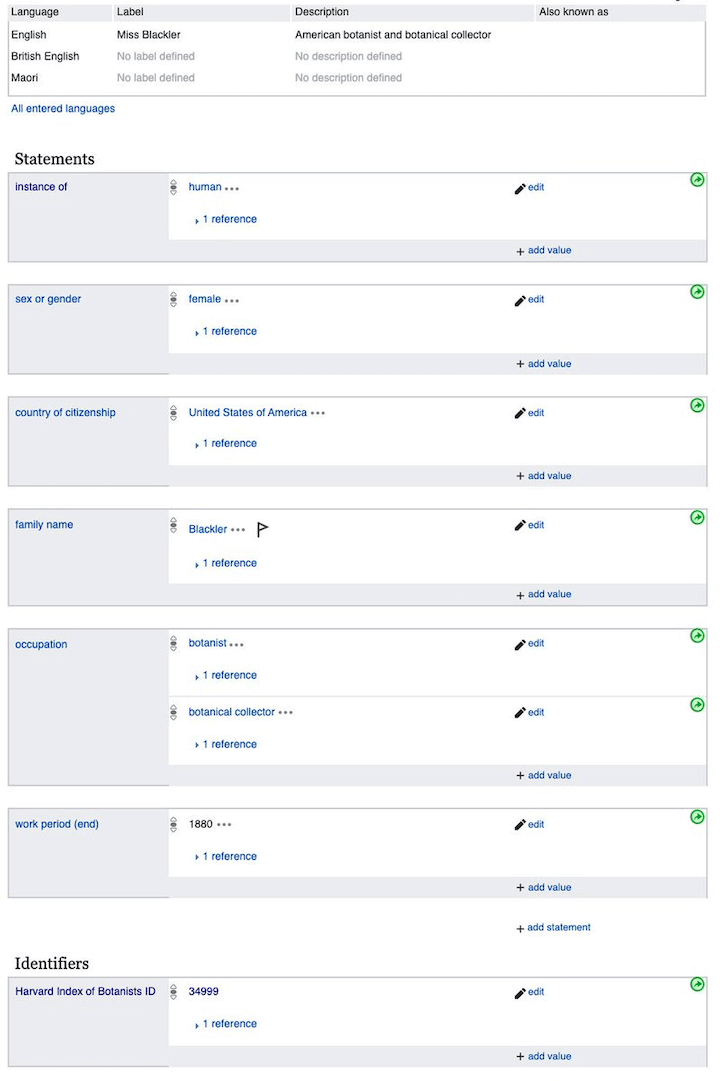 Language Label Description Also known as
English Miss Blackler American botanist and botanical collector
British English No label defined No description defined
Maori No label defined No description defined
All entered languages
Statements
instance of human edit
1 reference
+ add value
sex or gender female edit
1 reference
+ add value
country of citizenship United States of America edit
1 reference
+ add value
family name Blackler edit
1 reference
+ add value
occupation botanist edit
1 reference
botanical collector edit
1 reference
+ add value
work period (end) 1880 edit
1 reference
+ add value
+ add statement
Identifiers
Harvard Index of Botanists ID 34999 edit
1 reference
+ add value